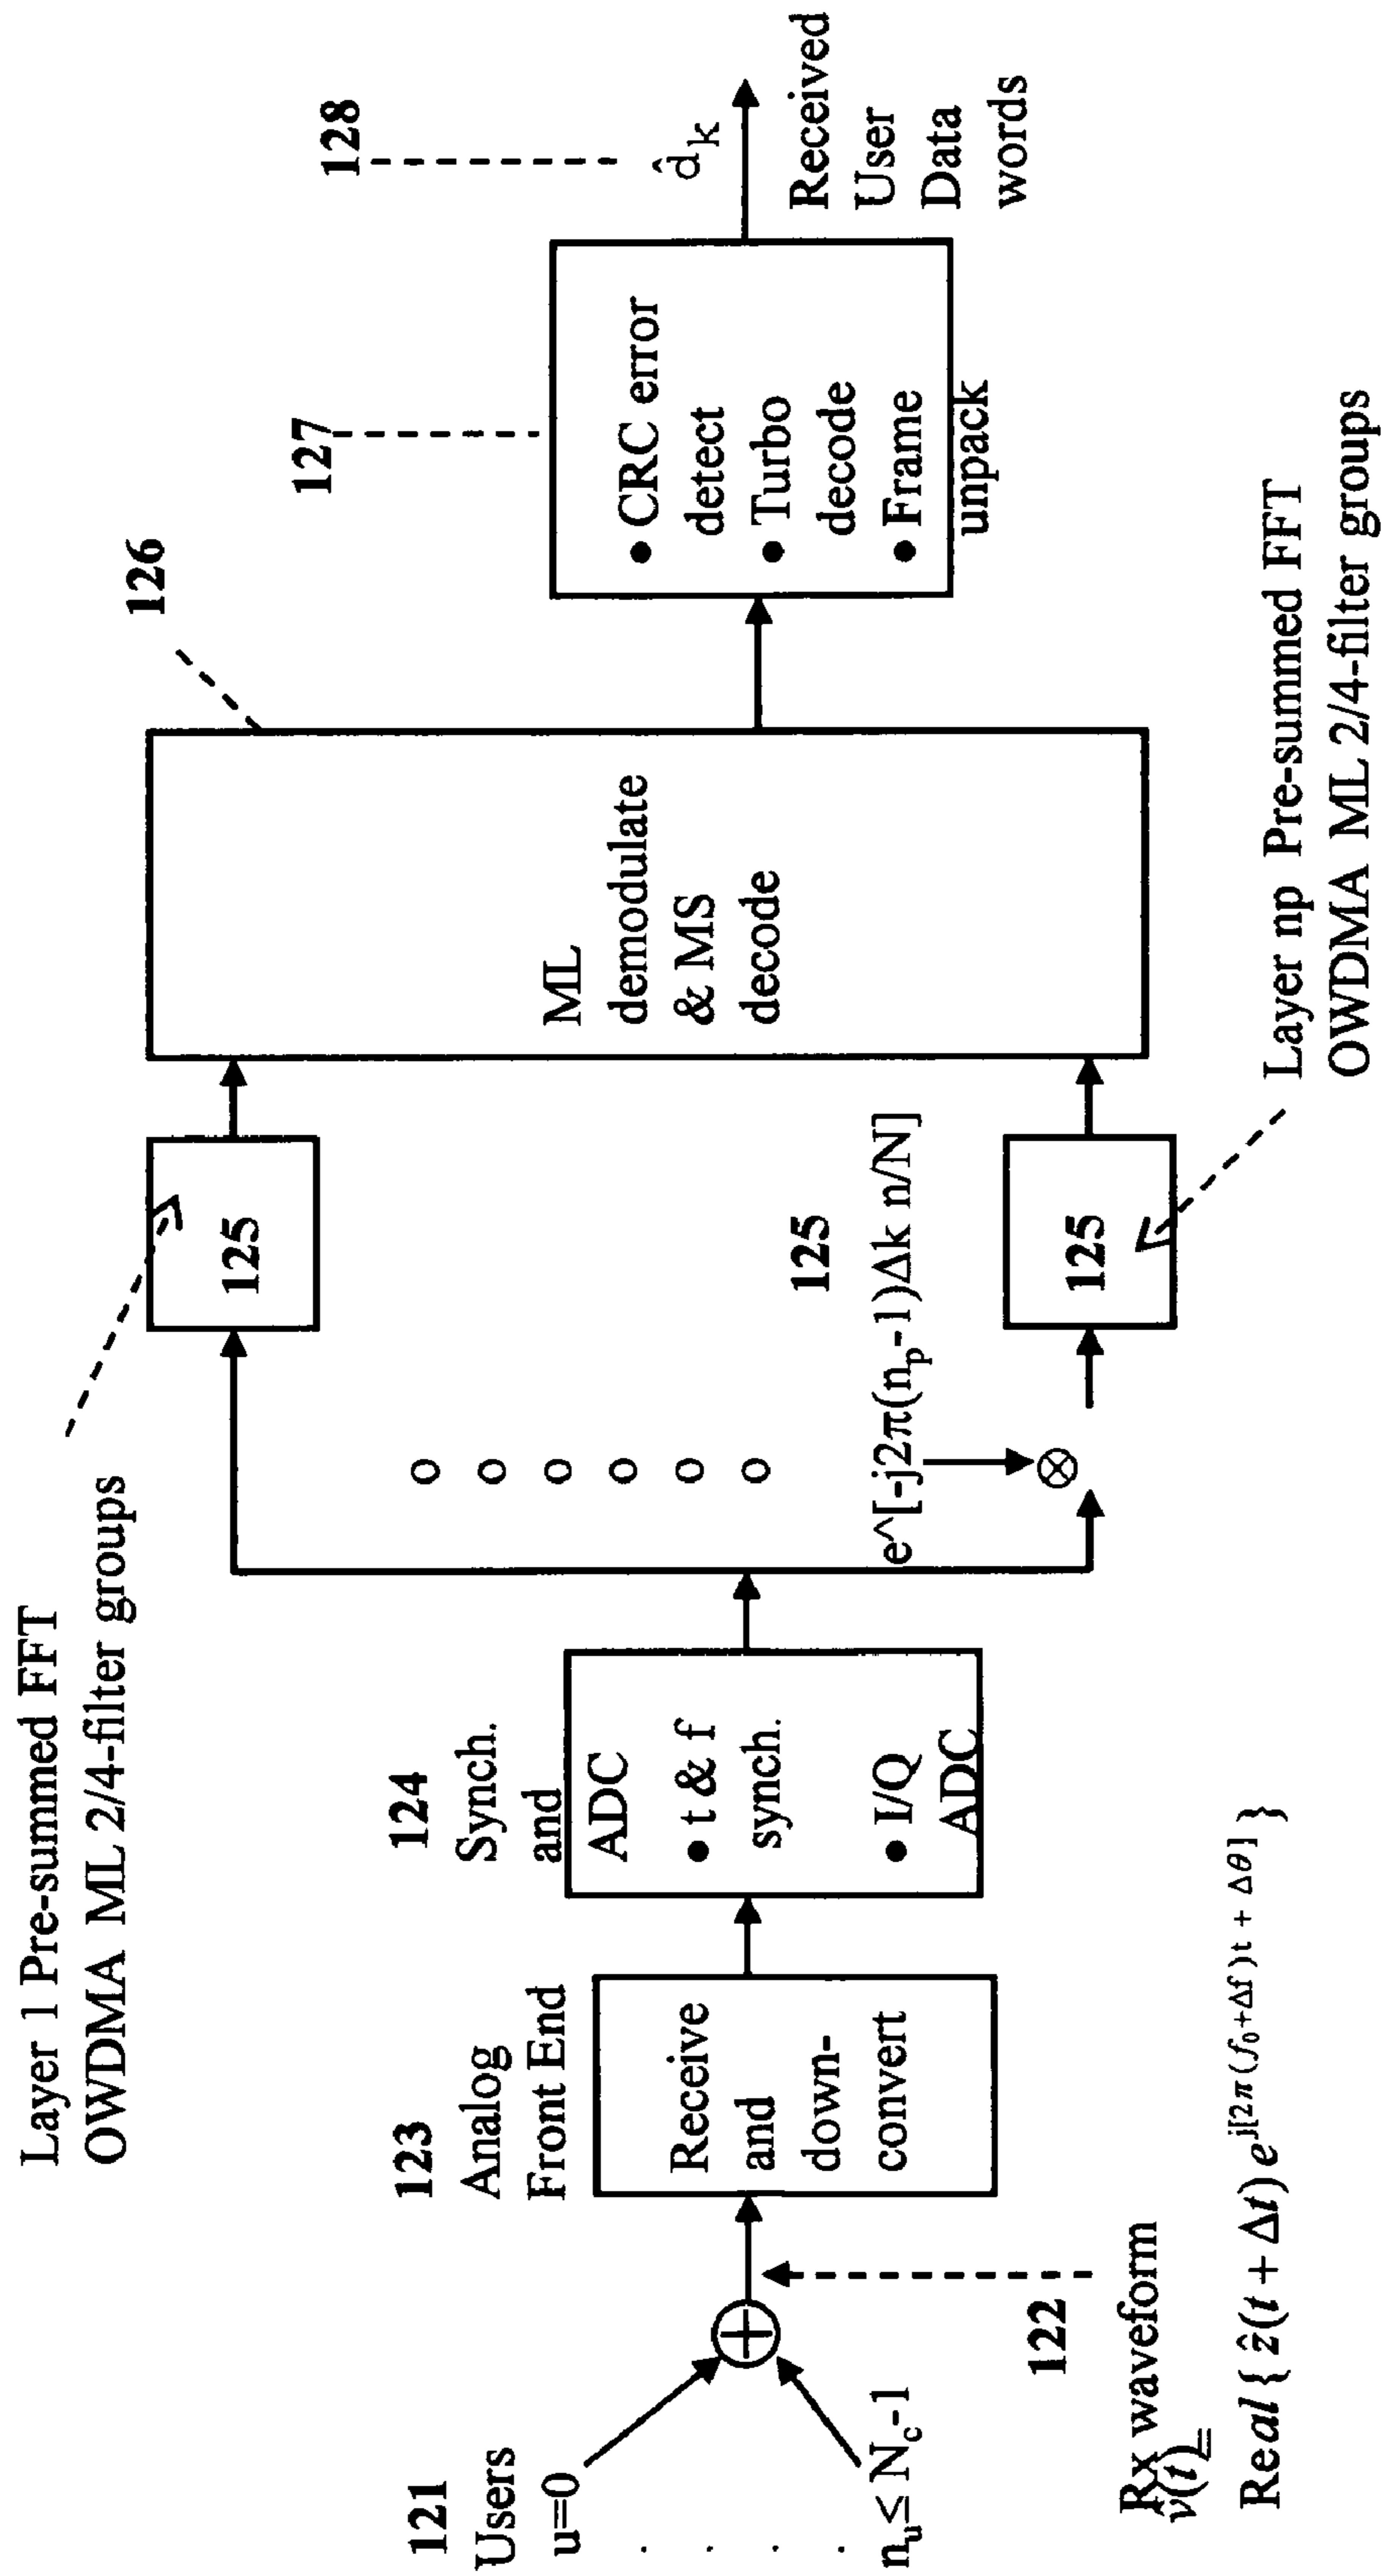 Layer 1 Pre-summed FFT
OWDMA ML 2/4-filter groups
121
Users
u=0
. . . .
nᵤ ≤ N_c-1
122
Rx waveform
v̂(t) =
Real { ẑ(t + Δt) e^{j[2π(f₀+Δf)t + Δθ]} }
123
Analog
Front End
Receive
and
down-
convert
124
Synch.
and
ADC
● t & f
synch.
● I/Q
ADC
125
125
e^[-j2π(n_p-1)Δk n/N]
125
Layer np Pre-summed FFT
OWDMA ML 2/4-filter groups
126
ML
demodulate
& MS
decode
127
● CRC error
detect
● Turbo
decode
● Frame
unpack
128
d̂_k
Received
User
Data
words